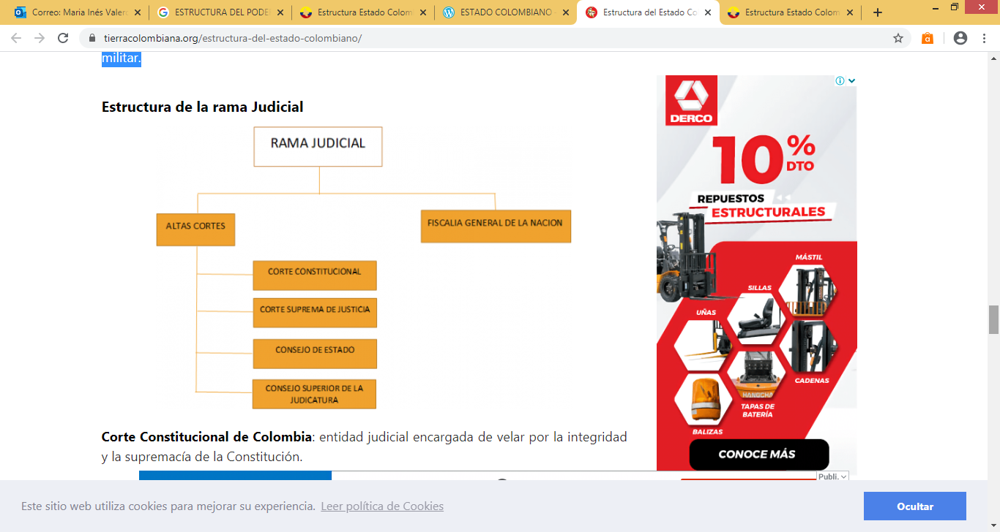 Correo: Maria Inés Valer
ESTRUCTURA DEL PODE
Estructura Estado Colom
ESTADO COLOMBIANO
Estructura del Estado Co
Estructura Estado Colom
tierracolombiana.org/estructura-del-estado-colombiano/
militar.
Estructura de la rama Judicial
RAMA JUDICIAL
ALTAS CORTES
FISCALIA GENERAL DE LA NACION
CORTE CONSTITUCIONAL
CORTE SUPREMA DE JUSTICIA
CONSEJO DE ESTADO
CONSEJO SUPERIOR DE LA
JUDICATURA
Corte Constitucional de Colombia: entidad judicial encargada de velar por la integridad
y la supremacía de la Constitución.
DERCO
10%
DTO
REPUESTOS
ESTRUCTURALES
MÁSTIL
SILLAS
UÑAS
CADENAS
HANGCHA
TAPAS DE
BATERÍA
BALIZAS
CONOCE MÁS
Publi.
Este sitio web utiliza cookies para mejorar su experiencia. Leer política de Cookies
Ocultar